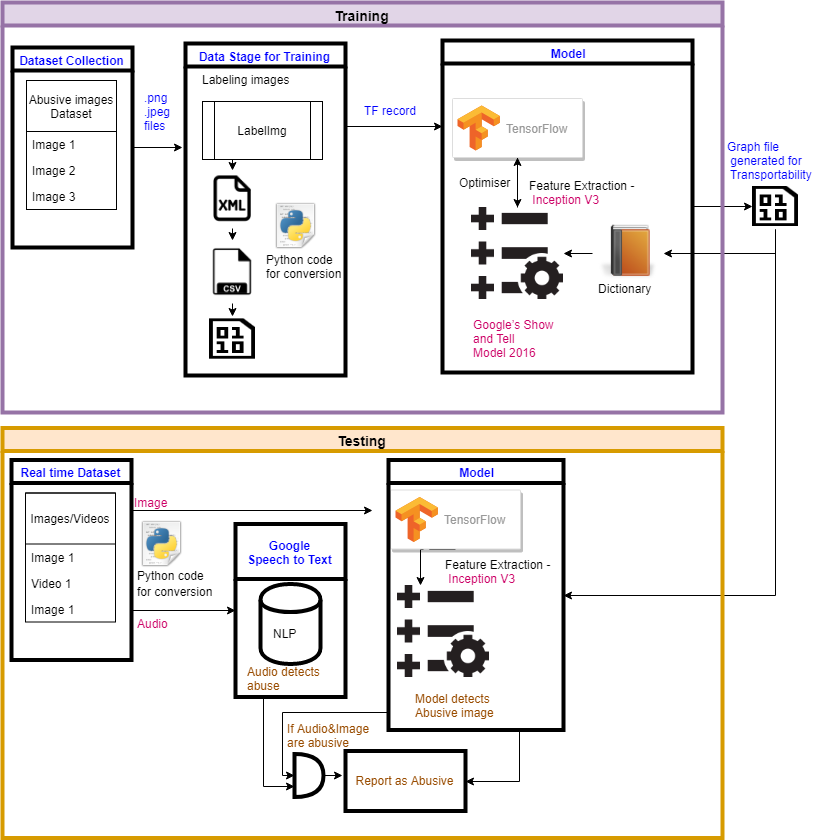 Training
Dataset Collection
Abusive images
Dataset
Image 1
Image 2
Image 3
.png
.jpeg
files
Data Stage for Training
Labeling images
LabelImg
XML
Python code
for conversion
CSV
01
10
TF record
Model
TensorFlow
Optimiser
Feature Extraction -
Inception V3
Dictionary
Google's Show
and Tell
Model 2016
Graph file
generated for
Transportability
01
10
Testing
Real time Dataset
Images/Videos
Image 1
Video 1
Image 1
Image
Python code
for conversion
Audio
Google
Speech to Text
NLP
Audio detects
abuse
Model
TensorFlow
Feature Extraction -
Inception V3
Model detects
Abusive image
If Audio&Image
are abusive
Report as Abusive